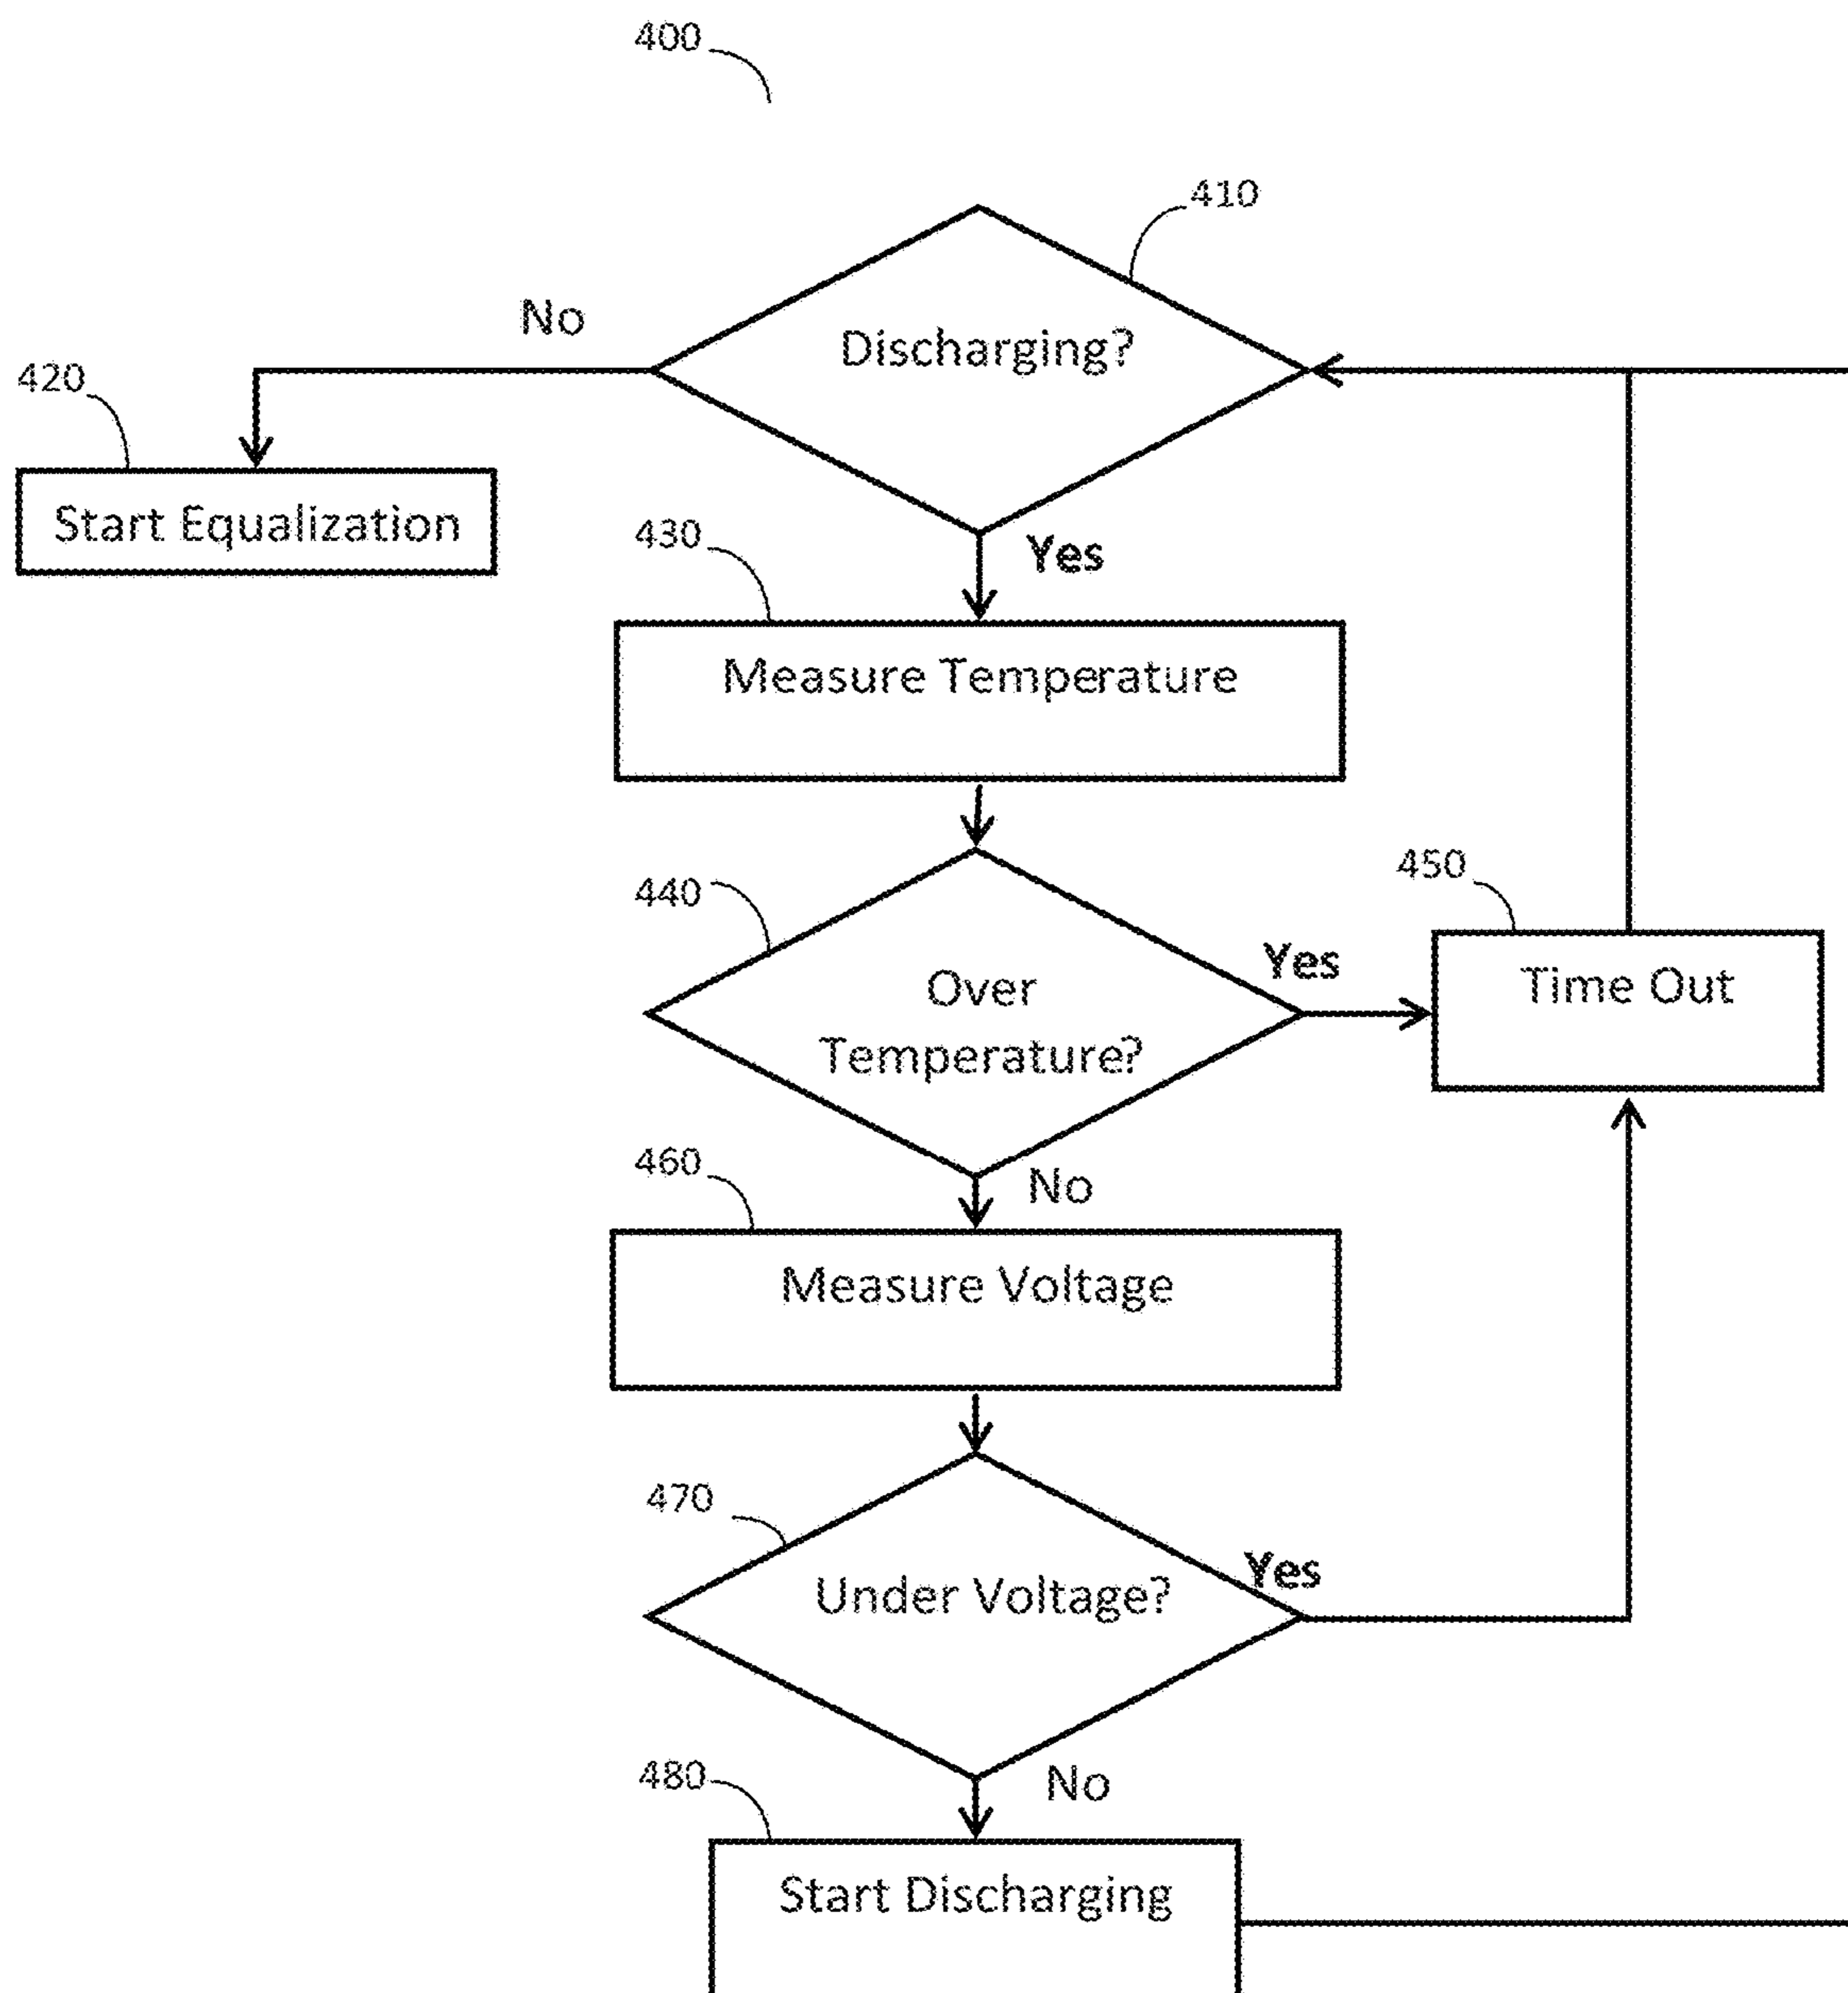 400
410
No
Discharging?
420
Start Equalization
430
Yes
Measure Temperature
440
450
Yes
Over
Temperature?
Time Out
460
No
Measure Voltage
470
Yes
Under Voltage?
480
No
Start Discharging